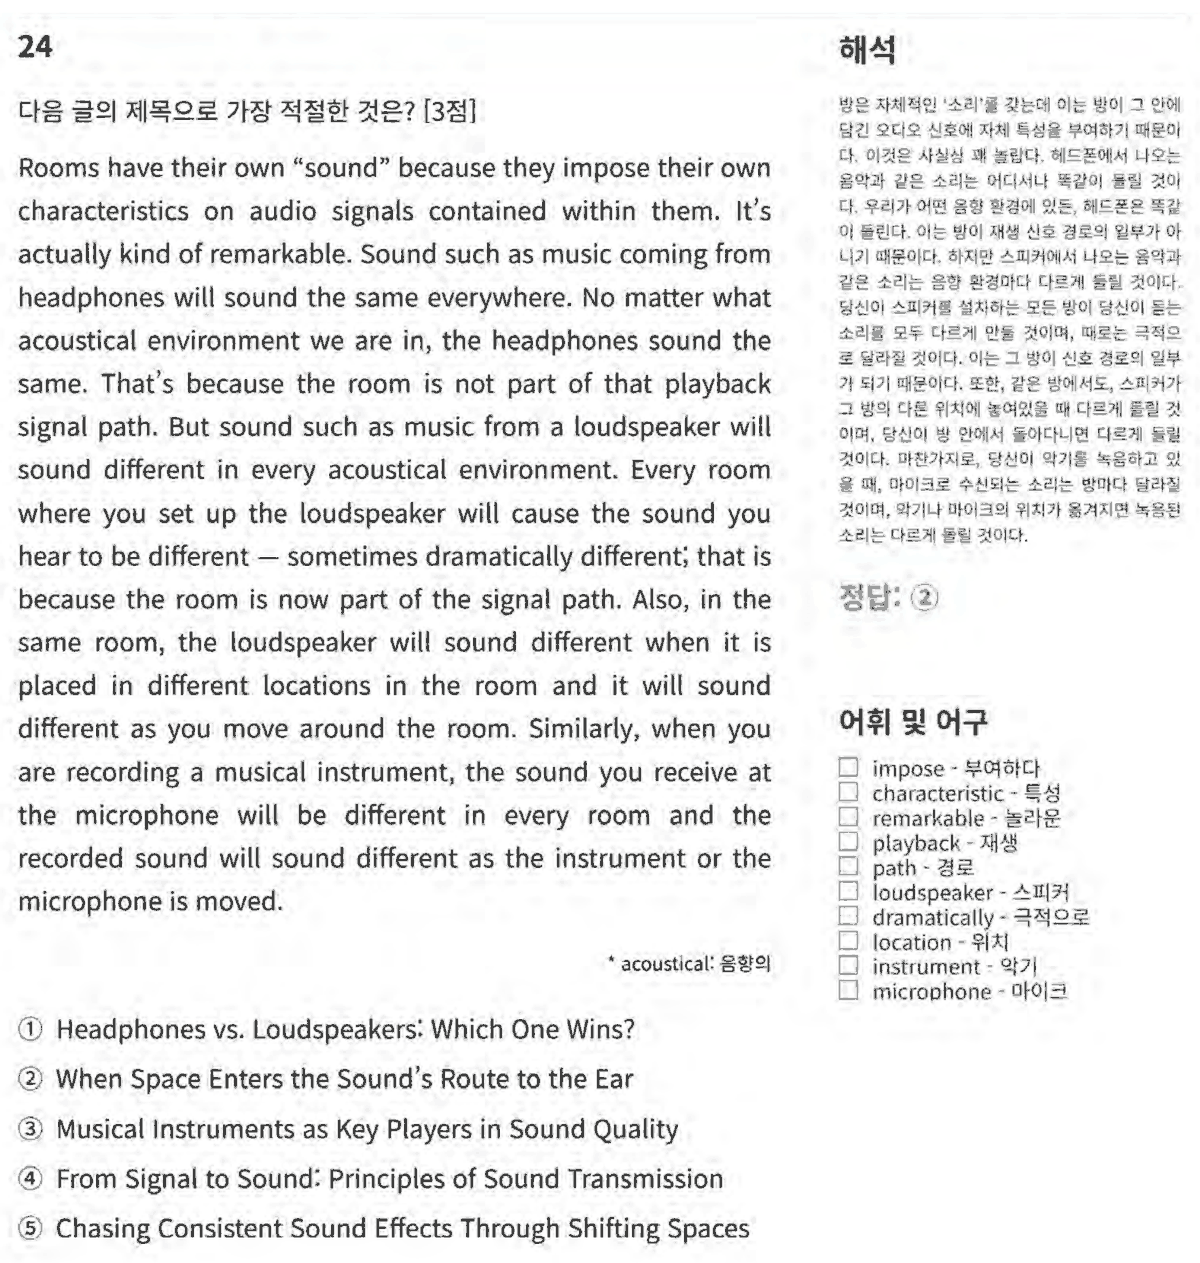 24
다음 글의 제목으로 가장 적절한 것은? [3점]
Rooms have their own “sound” because they impose their own
characteristics on audio signals contained within them. It’s
actually kind of remarkable. Sound such as music coming from
headphones will sound the same everywhere. No matter what
acoustical environment we are in, the headphones sound the
same. That’s because the room is not part of that playback
signal path. But sound such as music from a loudspeaker will
sound different in every acoustical environment. Every room
where you set up the loudspeaker will cause the sound you
hear to be different — sometimes dramatically different; that is
because the room is now part of the signal path. Also, in the
same room, the loudspeaker will sound different when it is
placed in different locations in the room and it will sound
different as you move around the room. Similarly, when you
are recording a musical instrument, the sound you receive at
the microphone will be different in every room and the
recorded sound will sound different as the instrument or the
microphone is moved.
* acoustical: 음향의
① Headphones vs. Loudspeakers: Which One Wins?
② When Space Enters the Sound’s Route to the Ear
③ Musical Instruments as Key Players in Sound Quality
④ From Signal to Sound: Principles of Sound Transmission
⑤ Chasing Consistent Sound Effects Through Shifting Spaces
해석
방은 자체적인 ‘소리’를 갖는데 이는 방이 그 안에
담긴 오디오 신호에 자체 특성을 부여하기 때문이
다. 이것은 사실상 꽤 놀랍다. 헤드폰에서 나오는
음악과 같은 소리는 어디서나 똑같이 들릴 것이
다. 우리가 어떤 음향 환경에 있든, 헤드폰은 똑같
이 들린다. 이는 방이 재생 신호 경로의 일부가 아
니기 때문이다. 하지만 스피커에서 나오는 음악과
같은 소리는 음향 환경마다 다르게 들릴 것이다.
당신이 스피커를 설치하는 모든 방이 당신이 듣는
소리를 모두 다르게 만들 것이며, 때로는 극적으
로 달라질 것이다. 이는 그 방이 신호 경로의 일부
가 되기 때문이다. 또한, 같은 방에서도, 스피커가
그 방의 다른 위치에 놓여있을 때 다르게 들릴 것
이며, 당신이 방 안에서 돌아다니면 다르게 들릴
것이다. 마찬가지로, 당신이 악기를 녹음하고 있
을 때, 마이크로 수신되는 소리는 방마다 달라질
것이며, 악기나 마이크의 위치가 옮겨지면 녹음된
소리는 다르게 들릴 것이다.
정답: ②
어휘 및 어구
☐ impose - 부여하다
☐ characteristic - 특성
☐ remarkable - 놀라운
☐ playback - 재생
☐ path - 경로
☐ loudspeaker - 스피커
☐ dramatically - 극적으로
☐ location - 위치
☐ instrument - 악기
☐ microphone - 마이크